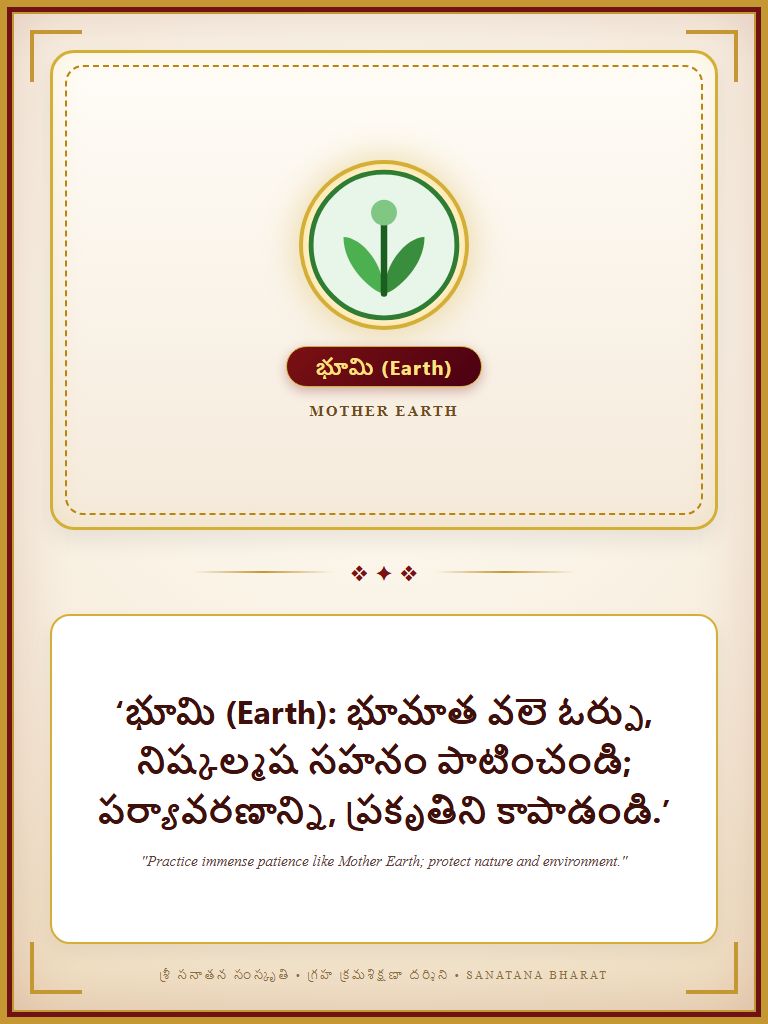 భూమి (Earth)
MOTHER EARTH
‘భూమి (Earth): భూమాత వలె ఓర్పు,
నిష్కల్మష సహనం పాటించండి;
పర్యావరణాన్ని, ప్రకృతిని కాపాడండి.’
"Practice immense patience like Mother Earth; protect nature and environment."
శ్రీ సనాతన సంస్కృతి • గ్రహ క్రమశిక్షణా దర్శిని • SANATANA BHARAT